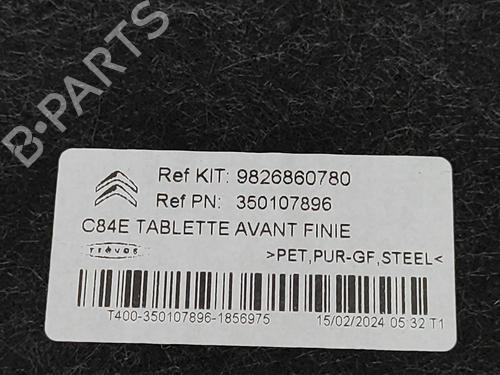 B-PARTS
Ref KIT: 9826860780
Ref PN: 350107896
C84E TABLETTE AVANT FINIE
TREVES
>PET,PUR-GF,STEEL<
T400-350107896-1856975
15/02/2024 05:32 T1